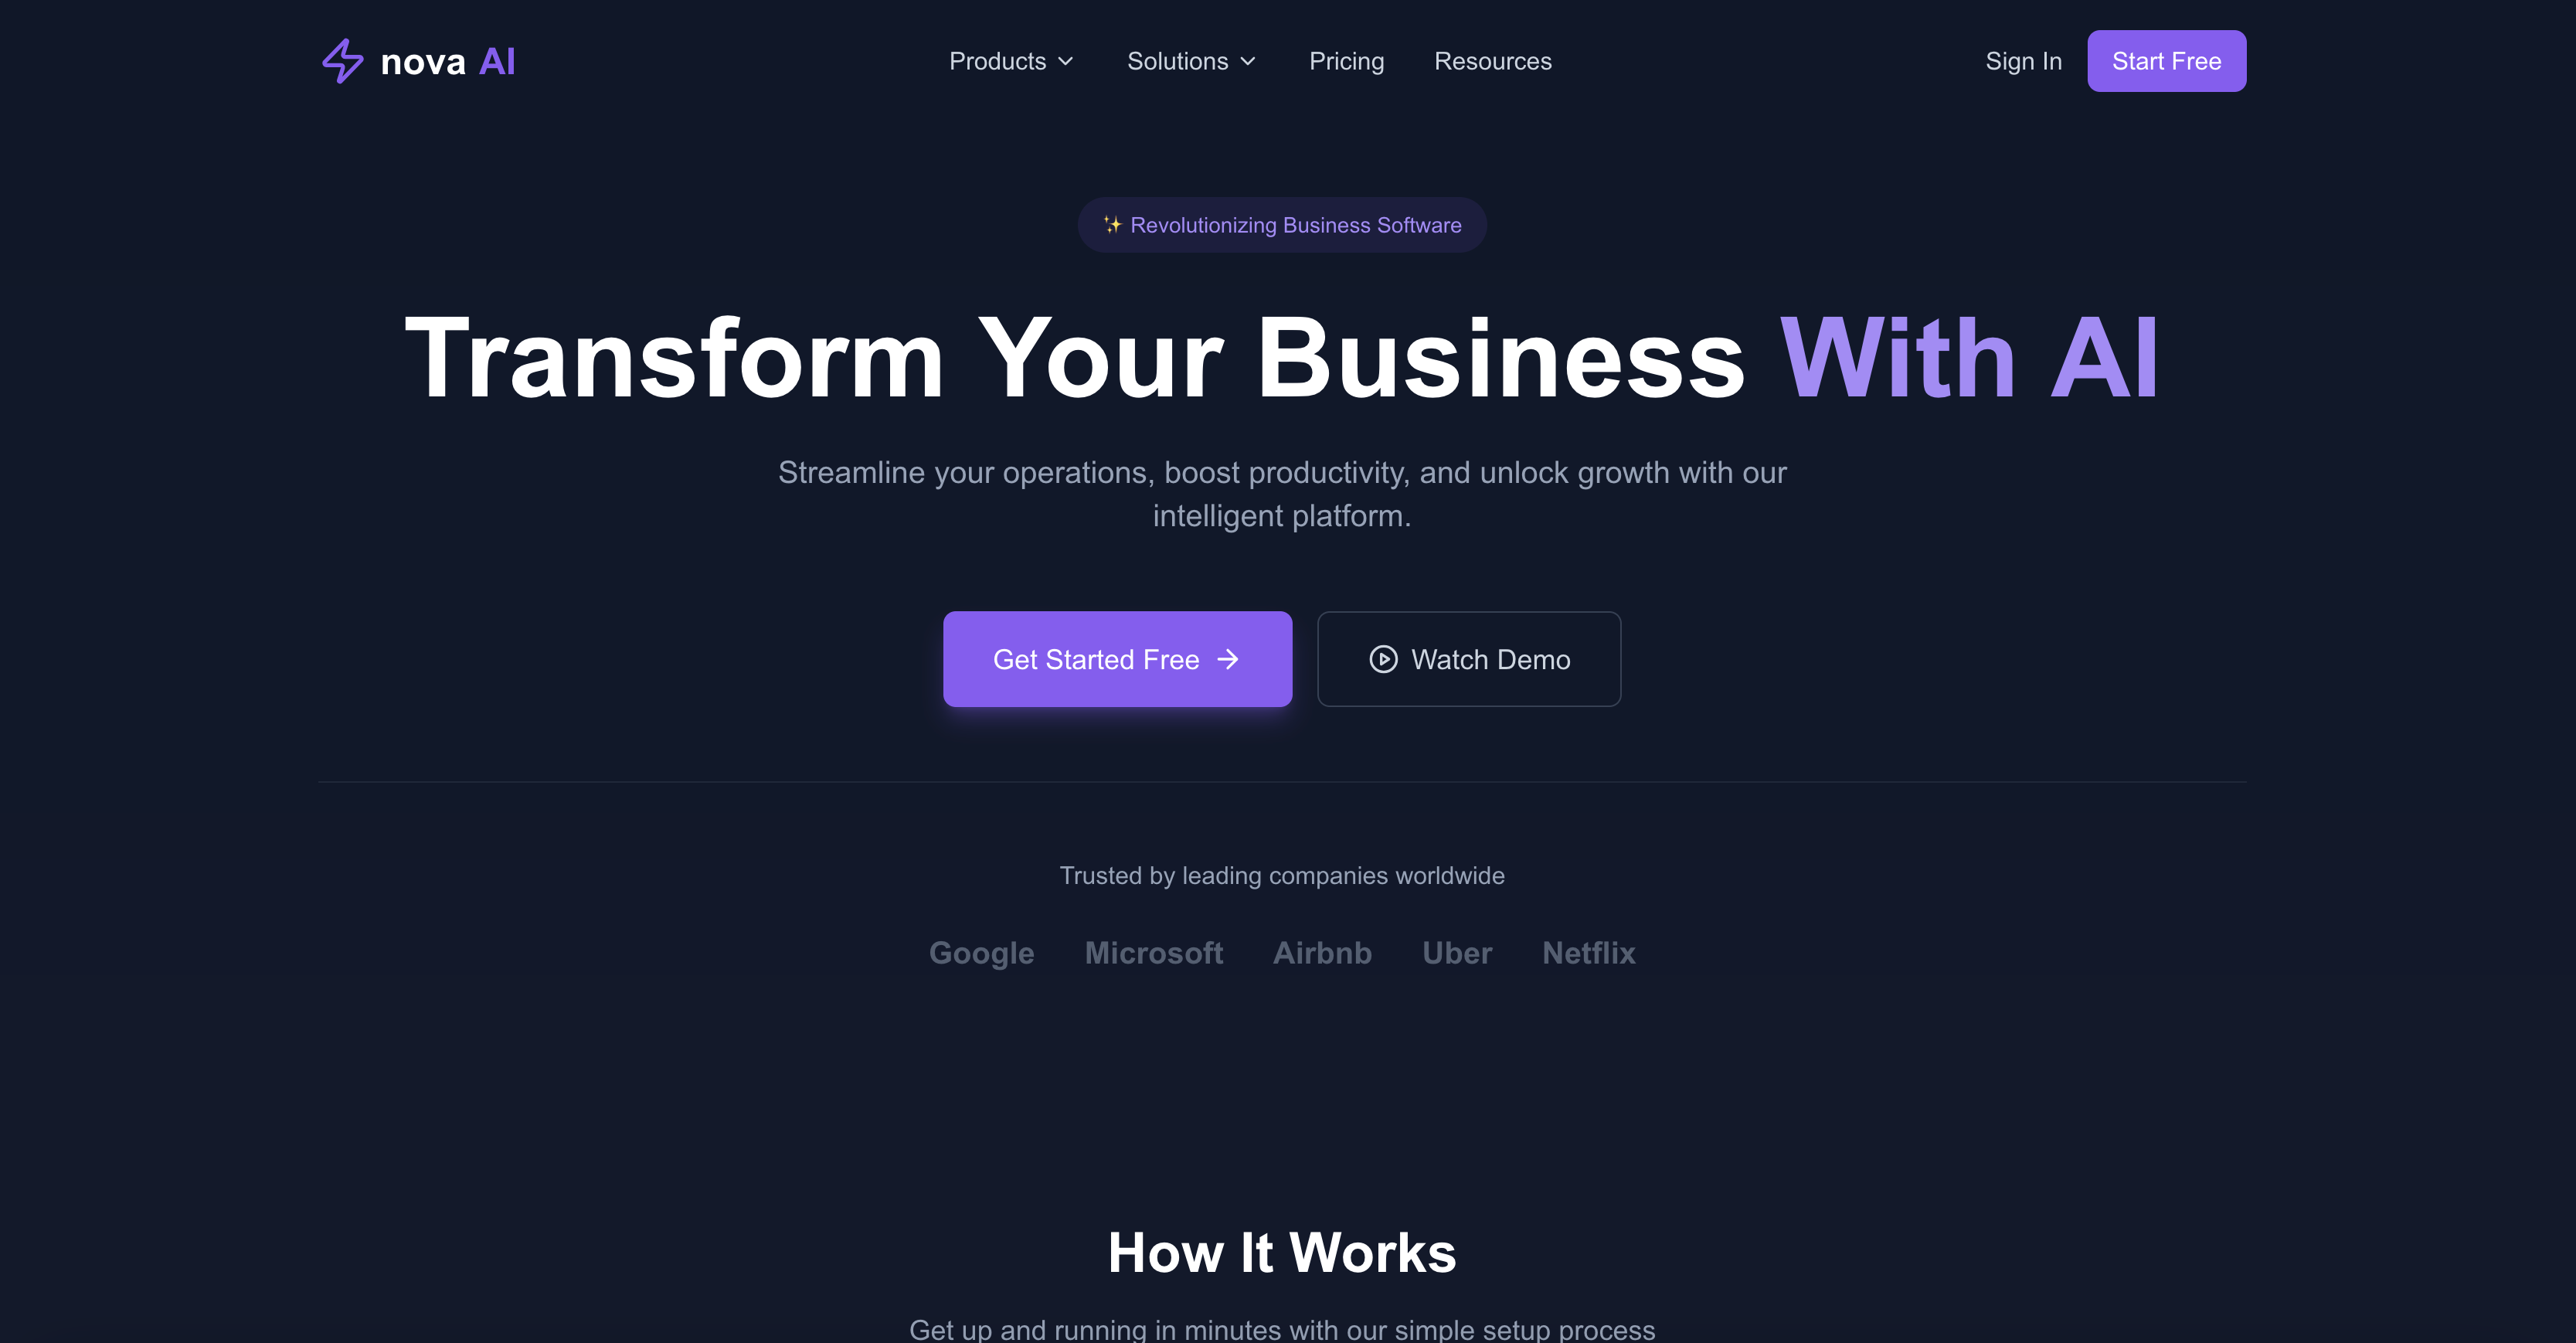 nova AI
Products
Solutions
Pricing
Resources
Sign In
Start Free
✨ Revolutionizing Business Software
Transform Your Business With AI
Streamline your operations, boost productivity, and unlock growth with our
intelligent platform.
Get Started Free →
Watch Demo
Trusted by leading companies worldwide
Google
Microsoft
Airbnb
Uber
Netflix
How It Works
Get up and running in minutes with our simple setup process